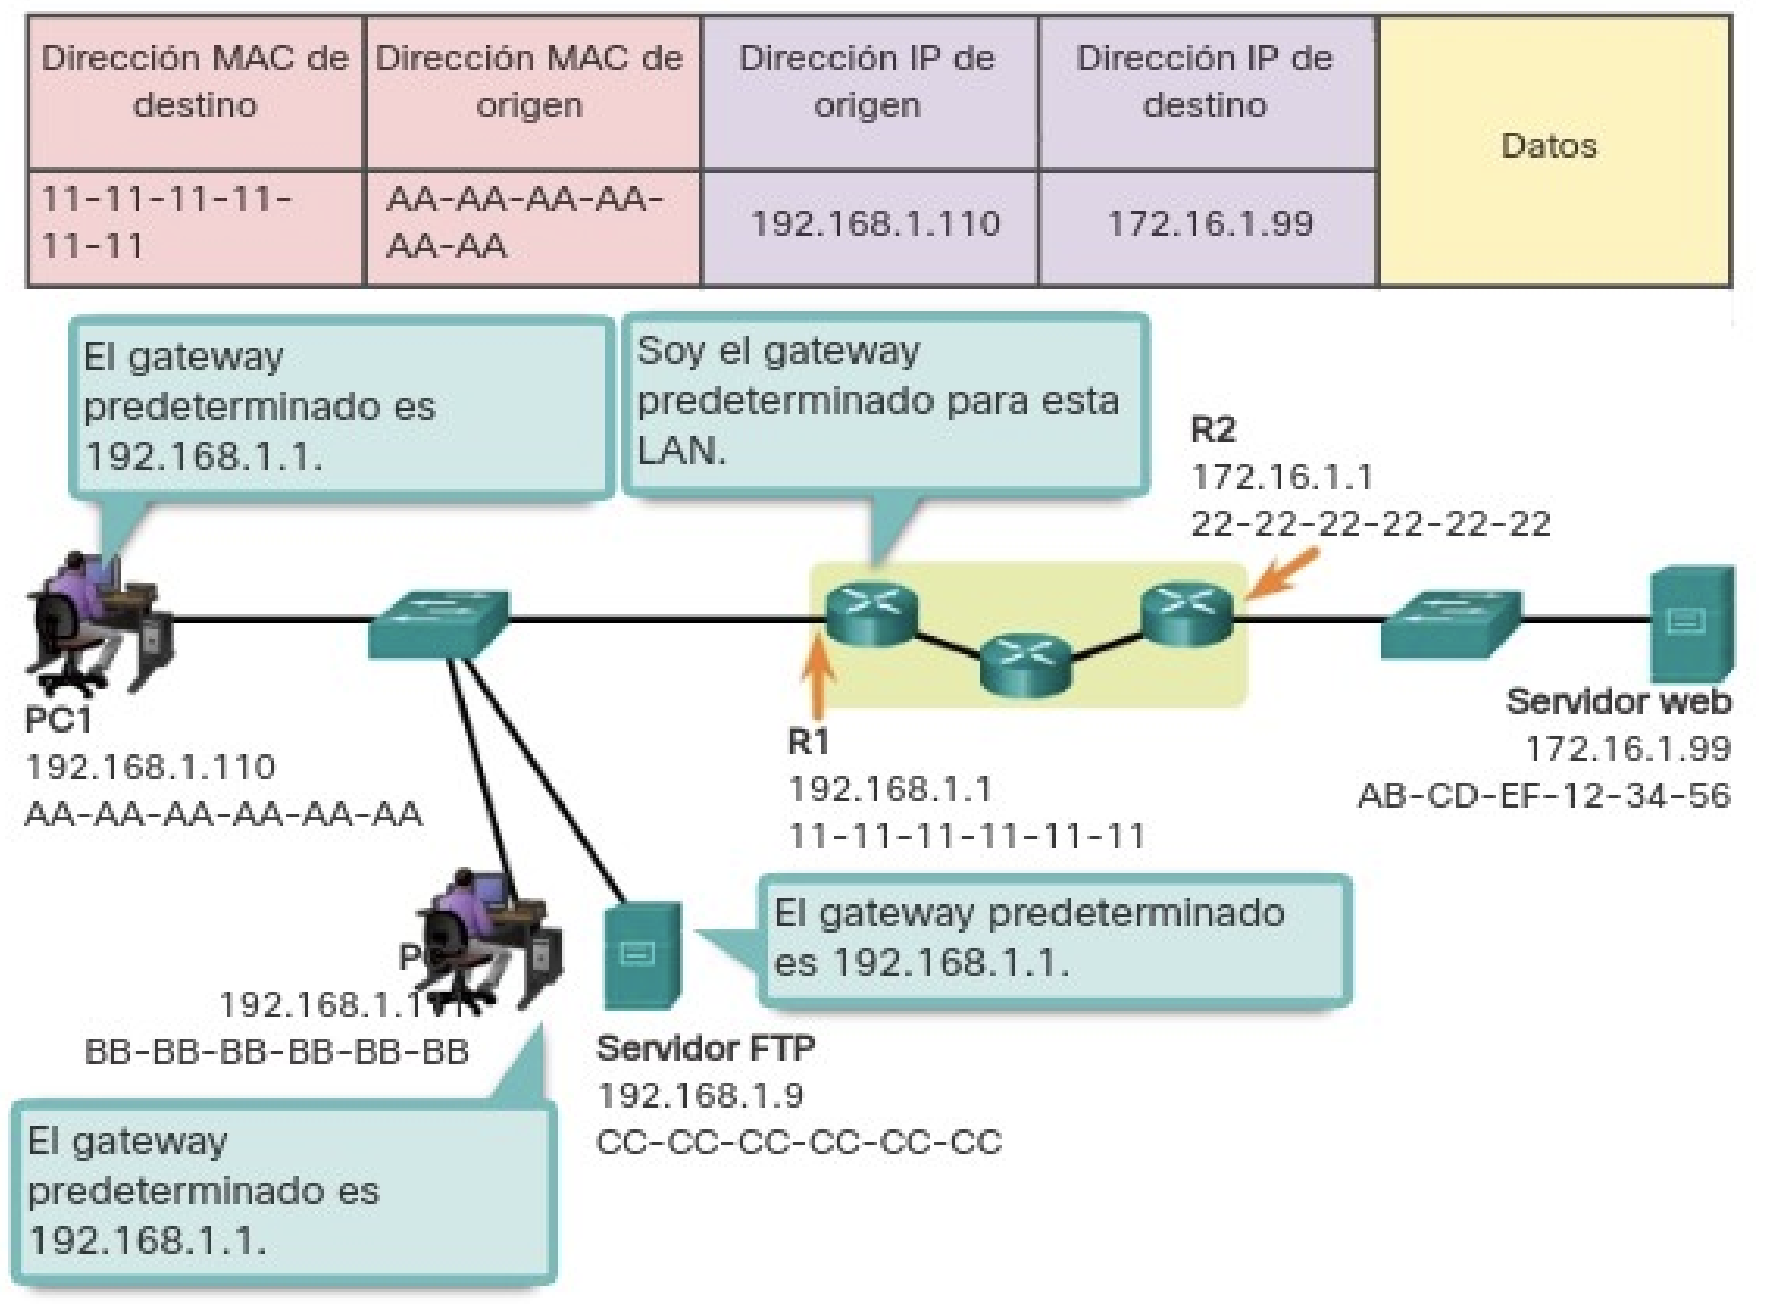 Dirección MAC de
destino
Dirección MAC de
origen
Dirección IP de
origen
Dirección IP de
destino
Datos
11-11-11-11-
11-11
AA-AA-AA-AA-
AA-AA
192.168.1.110
172.16.1.99
El gateway
predeterminado es
192.168.1.1.
Soy el gateway
predeterminado para esta
LAN.
R2
172.16.1.1
22-22-22-22-22-22
PC1
192.168.1.110
AA-AA-AA-AA-AA-AA
R1
192.168.1.1
11-11-11-11-11-11
Servidor web
172.16.1.99
AB-CD-EF-12-34-56
El gateway predeterminado
es 192.168.1.1.
BB-BB-BB-BB-BB-BB
Servidor FTP
192.168.1.9
CC-CC-CC-CC-CC-CC
El gateway
predeterminado es
192.168.1.1.